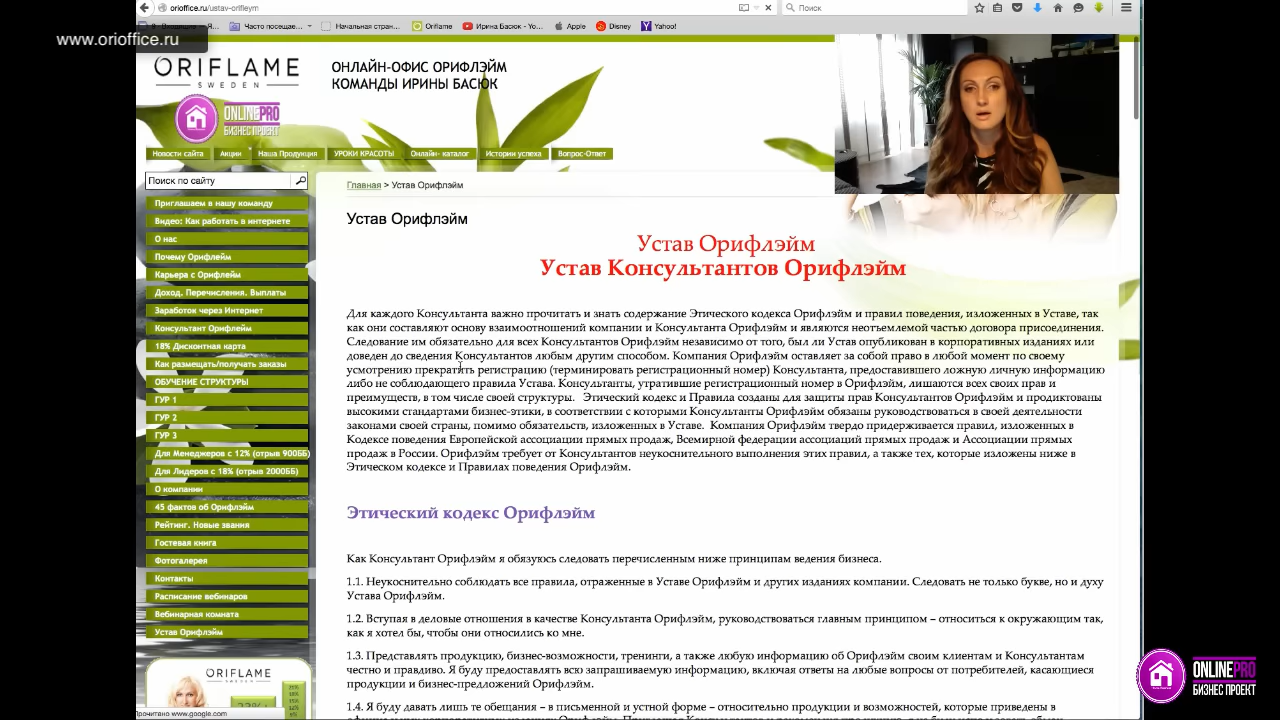 orioffice.ru/ustav-orifleym
Поиск
Часто посещае...
Начальная стран...
Oriflame
Ирина Басюк - Yo...
Apple
Disney
Yahoo!
www.orioffice.ru
ORIFLAME
SWEDEN
ОНЛАЙН-ОФИС ОРИФЛЭЙМ
КОМАНДЫ ИРИНЫ БАСЮК
ONLINEPRO
БИЗНЕС ПРОЕКТ
Новости сайта
Акции
Наша Продукция
УРОКИ КРАСОТЫ
Онлайн- каталог
Истории успеха
Вопрос-Ответ
Поиск по сайту
Приглашаем в нашу команду
Видео: Как работать в интернете
О нас
Почему Орифлейм
Карьера с Орифлейм
Доход. Перечисления. Выплаты
Заработок через Интернет
Консультант Орифлейм
18% Дисконтная карта
Как размещать/получать заказы
ОБУЧЕНИЕ СТРУКТУРЫ
ГУР 1
ГУР 2
ГУР 3
Для Менеджеров с 12% (отрыв 900ББ)
Для Лидеров с 18% (отрыв 2000ББ)
О компании
45 фактов об Орифлэйм
Рейтинг. Новые звания
Гостевая книга
Фотогалерея
Контакты
Расписание вебинаров
Вебинарная комната
Устав Орифлэйм
ORIFLAME
Прочитано www.google.com
Главная > Устав Орифлэйм
Устав Орифлэйм
Устав Орифлэйм
Устав Консультантов Орифлэйм
Для каждого Консультанта важно прочитать и знать содержание Этического кодекса Орифлэйм и правил поведения, изложенных в Уставе, так
как они составляют основу взаимоотношений компании и Консультанта Орифлэйм и являются неотъемлемой частью договора присоединения.
Следование им обязательно для всех Консультантов Орифлэйм независимо от того, был ли Устав опубликован в корпоративных изданиях или
доведен до сведения Консультантов любым другим способом. Компания Орифлэйм оставляет за собой право в любой момент по своему
усмотрению прекратить регистрацию (терминировать регистрационный номер) Консультанта, предоставившего ложную личную информацию
либо не соблюдающего правила Устава. Консультанты, утратившие регистрационный номер в Орифлэйм, лишаются всех своих прав и
преимуществ, в том числе своей структуры. Этический кодекс и Правила созданы для защиты прав Консультантов Орифлэйм и продиктованы
высокими стандартами бизнес-этики, в соответствии с которыми Консультанты Орифлэйм обязаны руководствоваться в своей деятельности
законами своей страны, помимо обязательств, изложенных в Уставе. Компания Орифлэйм твердо придерживается правил, изложенных в
Кодексе поведения Европейской ассоциации прямых продаж, Всемирной федерации ассоциаций прямых продаж и Ассоциации прямых
продаж в России. Орифлэйм требует от Консультантов неукоснительного выполнения этих правил, а также тех, которые изложены ниже в
Этическом кодексе и Правилах поведения Орифлэйм.
Этический кодекс Орифлэйм
Как Консультант Орифлэйм я обязуюсь следовать перечисленным ниже принципам ведения бизнеса.
1.1. Неукоснительно соблюдать все правила, отраженные в Уставе Орифлэйм и других изданиях компании. Следовать не только букве, но и духу
Устава Орифлэйм.
1.2. Вступая в деловые отношения в качестве Консультанта Орифлэйм, руководствоваться главным принципом – относиться к окружающим так,
как я хотел бы, чтобы они относились ко мне.
1.3. Представлять продукцию, бизнес-возможности, тренинги, а также любую информацию об Орифлэйм своим клиентам и Консультантам
честно и правдиво. Я буду предоставлять всю запрашиваемую информацию, включая ответы на любые вопросы от потребителей, касающиеся
продукции и бизнес-предложений Орифлэйм.
1.4. Я буду давать лишь те обещания – в письменной и устной форме – относительно продукции и возможностей, которые приведены в
ONLINEPRO
БИЗНЕС ПРОЕКТ